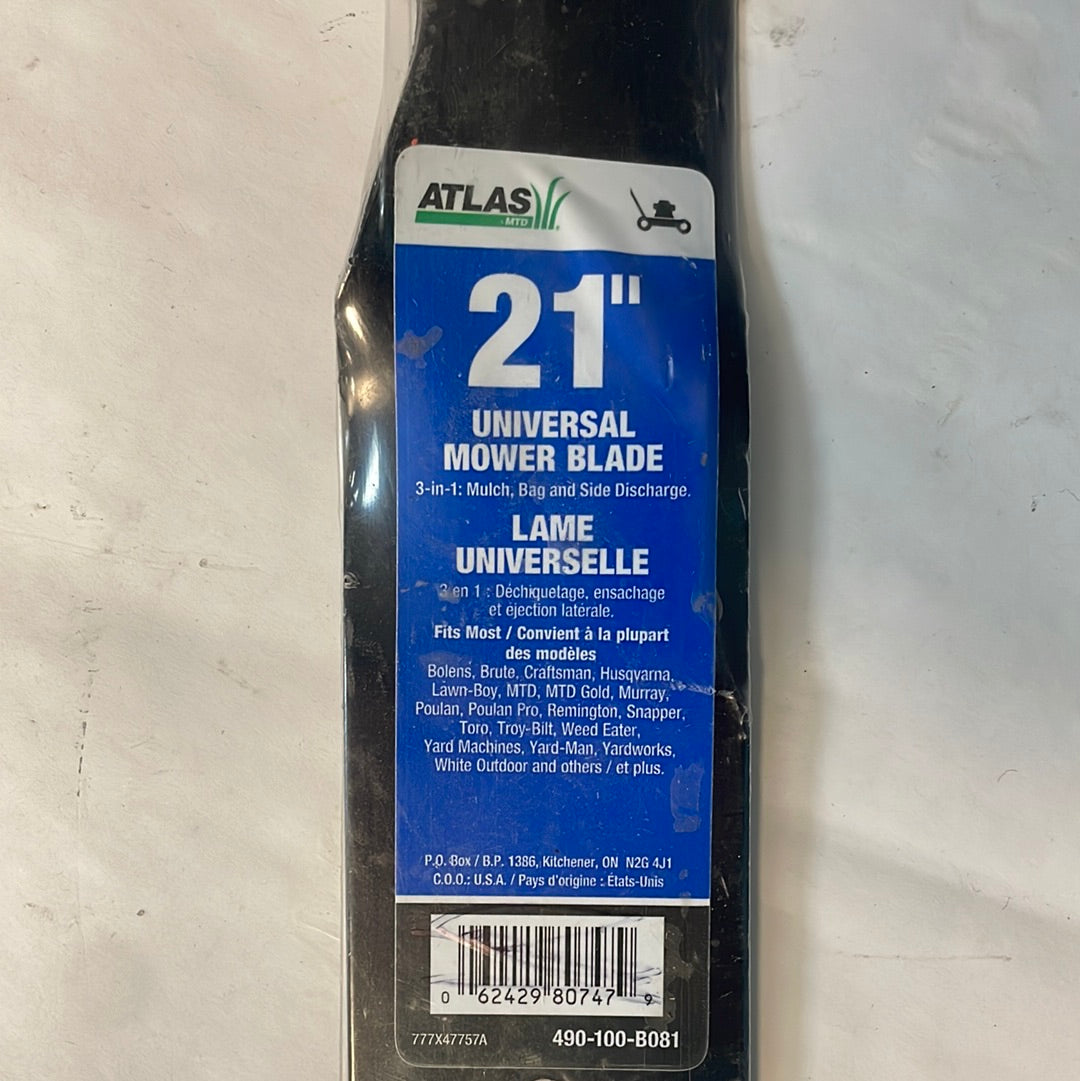 ATLAS
MTD
21"
UNIVERSAL
MOWER BLADE
3-in-1: Mulch, Bag and Side Discharge.
LAME
UNIVERSELLE
3 en 1 : Déchiquetage, ensachage
et éjection latérale.
Fits Most / Convient à la plupart
des modèles
Bolens, Brute, Craftsman, Husqvarna,
Lawn-Boy, MTD, MTD Gold, Murray,
Poulan, Poulan Pro, Remington, Snapper,
Toro, Troy-Bilt, Weed Eater,
Yard Machines, Yard-Man, Yardworks,
White Outdoor and others / et plus.
P.O. Box / B.P. 1386, Kitchener, ON N2G 4J1
C.O.O.: U.S.A. / Pays d'origine : États-Unis
0 62429 80747 9
777X47757A 490-100-B081